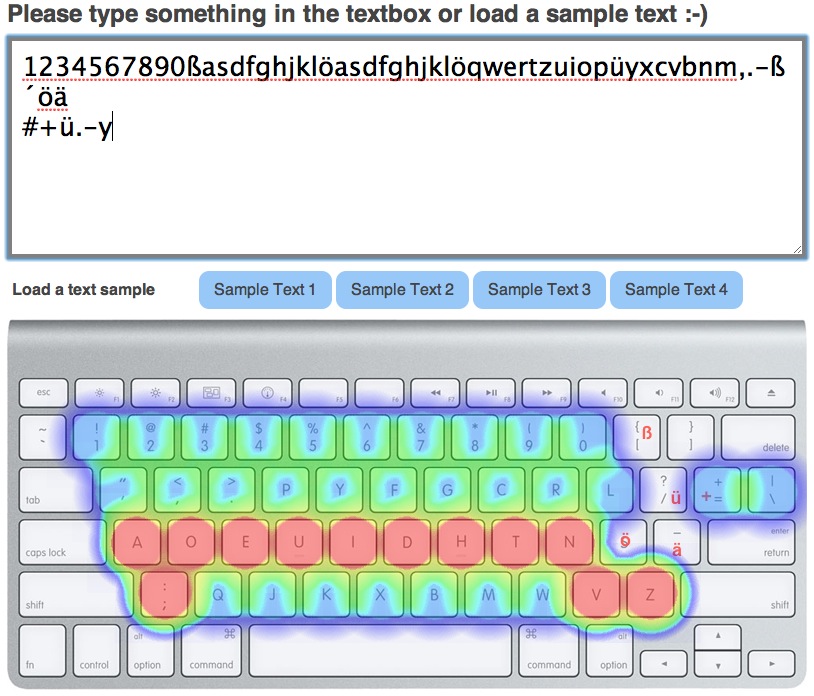 Please type something in the textbox or load a sample text :-)
1234567890ßasdfghjklöasdfghjklöqwertzuiopüyxcvbnm,.-ß
´öä
#+ü.-y
Load a text sample Sample Text 1 Sample Text 2 Sample Text 3 Sample Text 4
esc F1 F2 F3 F4 F5 F6 F7 F8 F9 F10 F11 F12
~ ! @ # $ % ^ & * ( ) { ß }
` 1 2 3 4 5 6 7 8 9 0 [ ] delete
tab " ' < , > . P Y F G C R L ? / ü + + = | \
caps lock A O E U I D H T N ö – ä enter return
shift : ; Q J K X B M W V Z shift
fn control alt option ⌘ command ⌘ command alt option ◄ ▲ ▼ ►